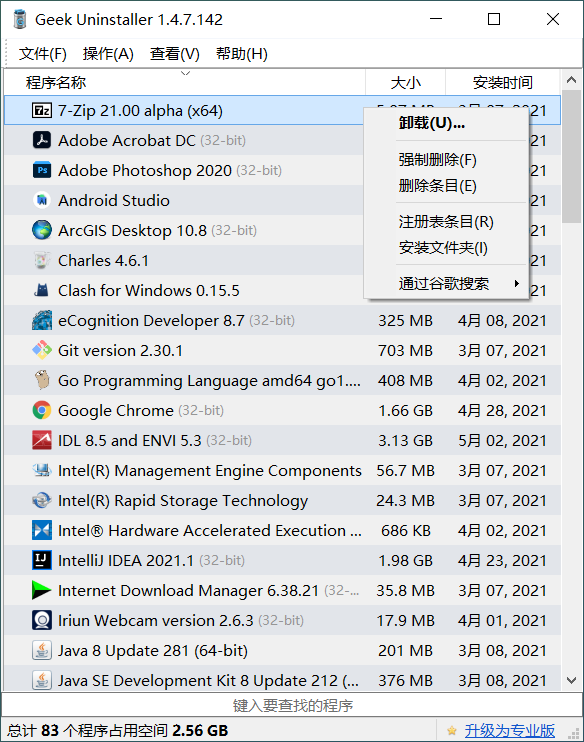 Geek Uninstaller 1.4.7.142
文件(F) 操作(A) 查看(V) 帮助(H)
程序名称 大小 安装时间
7-Zip 21.00 alpha (x64)
Adobe Acrobat DC (32-bit)
Adobe Photoshop 2020 (32-bit)
Android Studio
ArcGIS Desktop 10.8 (32-bit)
Charles 4.6.1
Clash for Windows 0.15.5
卸载(U)...
强制删除(F)
删除条目(E)
注册表条目(R)
安装文件夹(I)
通过谷歌搜索
eCognition Developer 8.7 (32-bit) 325 MB 4月 08, 2021
Git version 2.30.1 703 MB 3月 07, 2021
Go Programming Language amd64 go1.... 408 MB 4月 02, 2021
Google Chrome (32-bit) 1.66 GB 4月 28, 2021
IDL 8.5 and ENVI 5.3 (32-bit) 3.13 GB 5月 02, 2021
Intel(R) Management Engine Components 56.7 MB 3月 07, 2021
Intel(R) Rapid Storage Technology 24.3 MB 3月 07, 2021
Intel® Hardware Accelerated Execution ... 686 KB 4月 02, 2021
IntelliJ IDEA 2021.1 (32-bit) 1.98 GB 4月 23, 2021
Internet Download Manager 6.38.21 (32-... 35.8 MB 3月 07, 2021
Iriun Webcam version 2.6.3 (32-bit) 17.9 MB 4月 01, 2021
Java 8 Update 281 (64-bit) 201 MB 3月 08, 2021
Java SE Development Kit 8 Update 212 (... 376 MB 3月 08, 2021
键入要查找的程序
总计 83 个程序占用空间 2.56 GB 升级为专业版